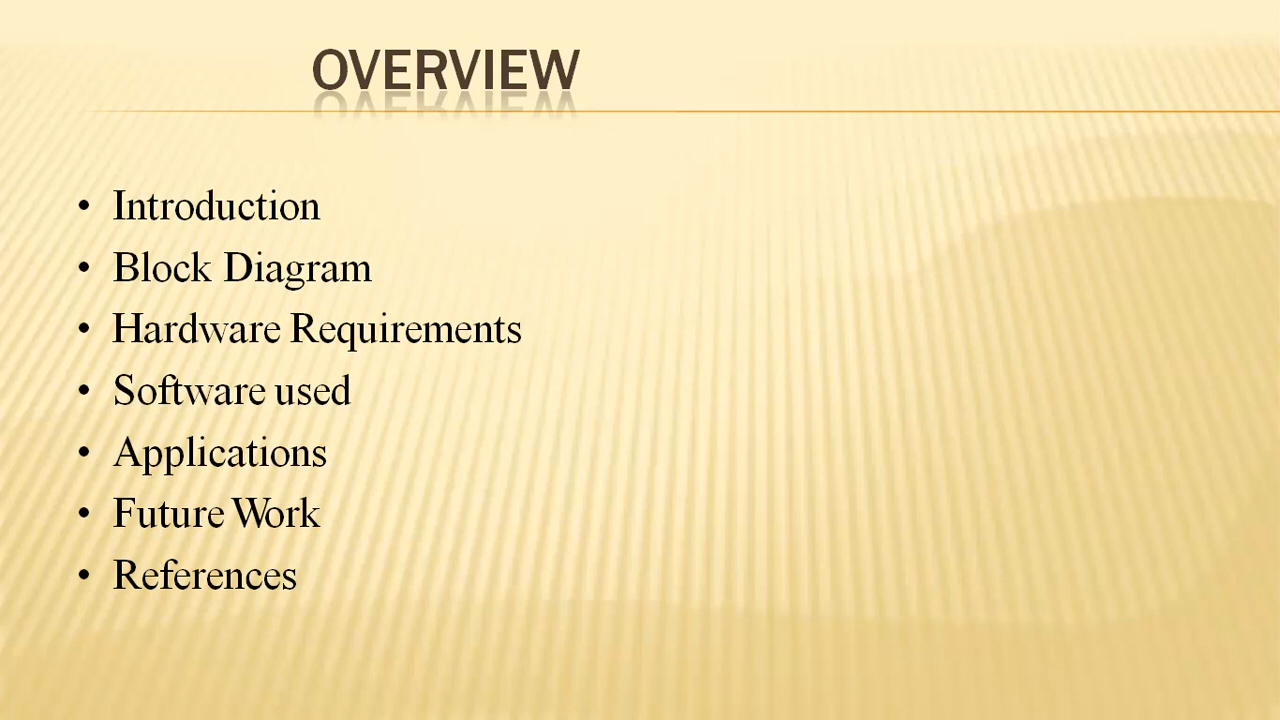 OVERVIEW
• Introduction
• Block Diagram
• Hardware Requirements
• Software used
• Applications
• Future Work
• References